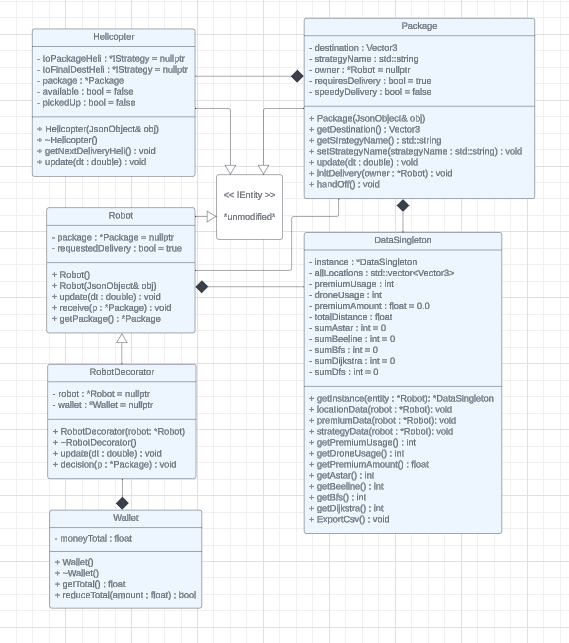 Helicopter
- toPackageHeli : *IStrategy = nullptr
- toFinalDestHeli : *IStrategy = nullptr
- package : *Package
- available : bool = false
- pickedUp : bool = false
+ Helicopter(JsonObject& obj)
+ ~Helicopter()
+ getNextDeliveryHeli() : void
+ update(dt : double) : void
Package
- destination : Vector3
- strategyName : std::string
- owner : *Robot = nullptr
- requiresDelivery : bool = true
- speedyDelivery : bool = false
+ Package(JsonObject& obj)
+ getDestination() : Vector3
+ getStrategyName() : std::string
+ setStrategyName(strategyName : std::string) : void
+ update(dt : double) : void
+ initDelivery(owner : *Robot) : void
+ handOff() : void
<< IEntity >>
*unmodified*
Robot
- package : *Package = nullptr
- requestedDelivery : bool = true
+ Robot()
+ Robot(JsonObject& obj)
+ update(dt : double) : void
+ receive(p : *Package) : void
+ getPackage() : *Package
DataSingleton
- instance : *DataSingleton
- allLocations : std::vector<Vector3>
- premiumUsage : int
- droneUsage : int
- premiumAmount : float = 0.0
- totalDistance : float
- sumAstar : int = 0
- sumBeeline : int = 0
- sumBfs : int = 0
- sumDijkstra : int = 0
- sumDfs : int = 0
+ getInstance(entity : *Robot): *DataSingleton
+ locationData(robot : *Robot): void
+ premiumData(robot : *Robot): void
+ strategyData(robot : *Robot): void
+ getPremiumUsage() : int
+ getDroneUsage() : int
+ getPremiumAmount() : float
+ getAstar() : int
+ getBeeline() : int
+ getBfs() : int
+ getDijkstra() : int
+ ExportCsv() : void
RobotDecorator
- robot : *Robot = nullptr
- wallet : *Wallet = nullptr
+ RobotDecorator(robot: *Robot)
+ ~RobotDecorator()
+ update(dt : double) : void
+ decision(p : *Package) : void
Wallet
- moneyTotal : float
+ Wallet()
+ ~Wallet()
+ getTotal() : float
+ reduceTotal(amount : float) : bool